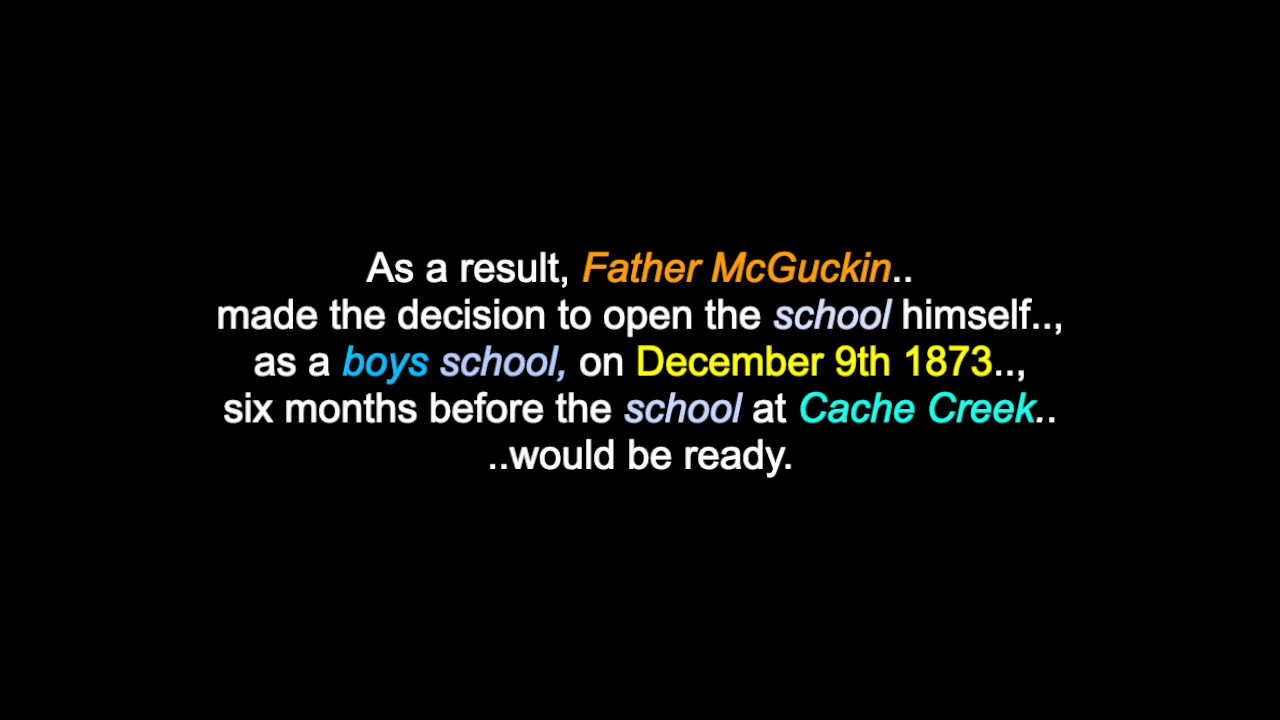 As a result, Father McGuckin..
made the decision to open the school himself..,
as a boys school, on December 9th 1873..,
six months before the school at Cache Creek..
..would be ready.